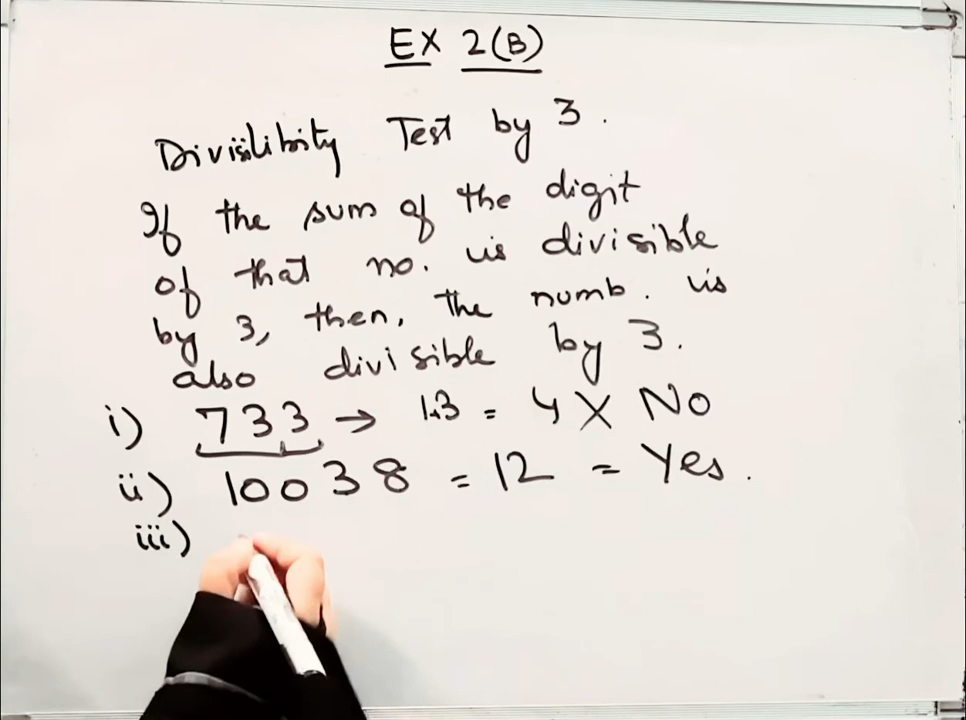 EX 2(B)
Divisilibity Test by 3.
If the sum of the digit
of that no. is divisible
by 3, then, the numb. is
also divisible by 3.
i) 733 → 13 = 4 X No
ii) 10038 = 12 = Yes.
iii)